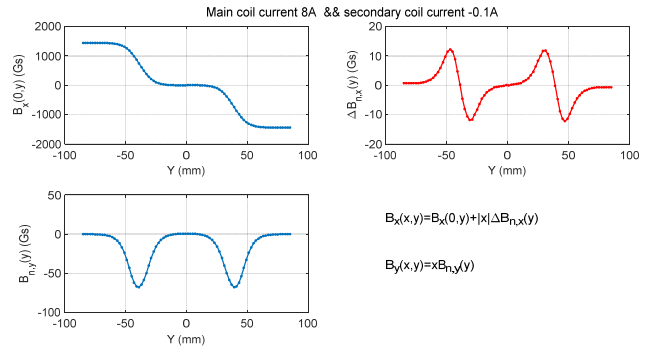 Main coil current 8A && secondary coil current -0.1A
B_x(0,y) (Gs)
2000
1000
0
-1000
-2000
-100 -50 0 50 100
Y (mm)
Δ B_n,x(y) (Gs)
20
10
0
-10
-20
-100 -50 0 50 100
Y (mm)
B_n,y(y) (Gs)
50
0
-50
-100
-100 -50 0 50 100
Y (mm)
B_x(x,y)=B_x(0,y)+|x|ΔB_n,x(y)
B_y(x,y)=xB_n,y(y)